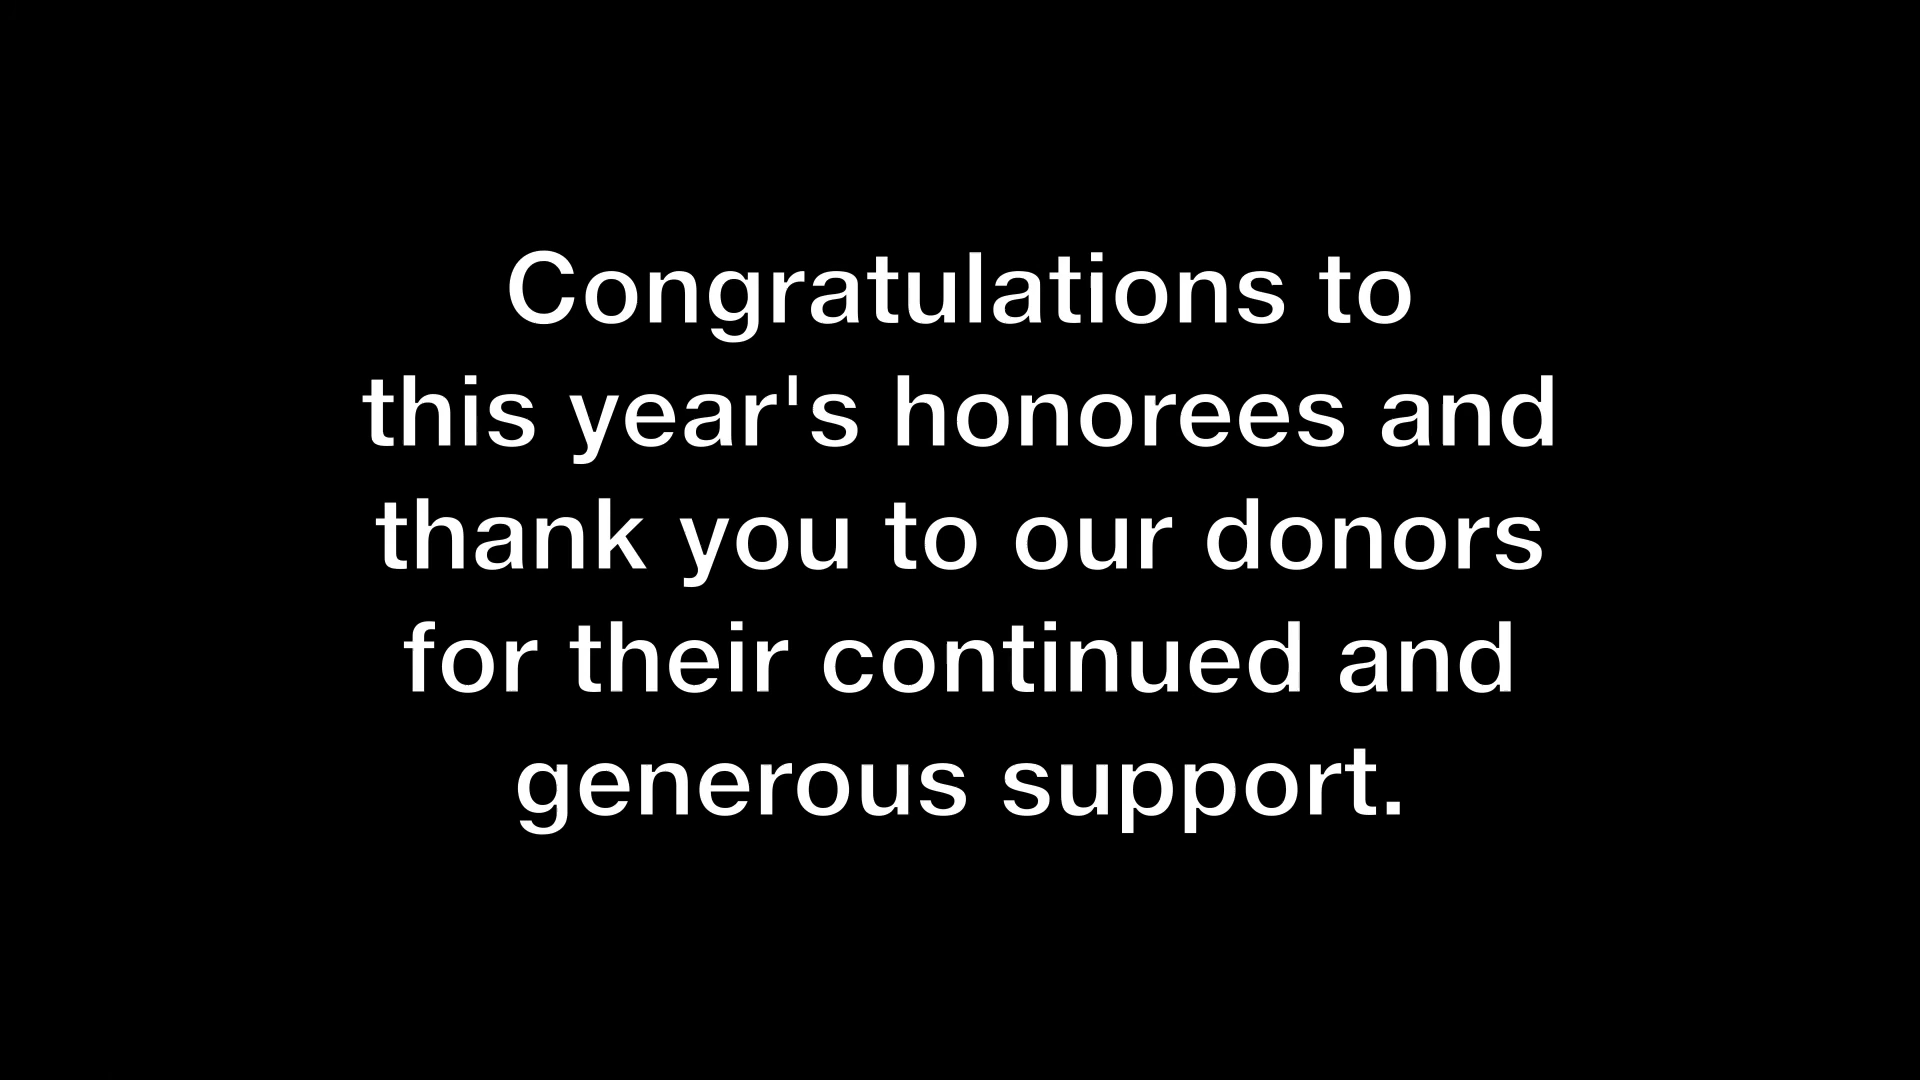 Congratulations to
this year's honorees and
thank you to our donors
for their continued and
generous support.